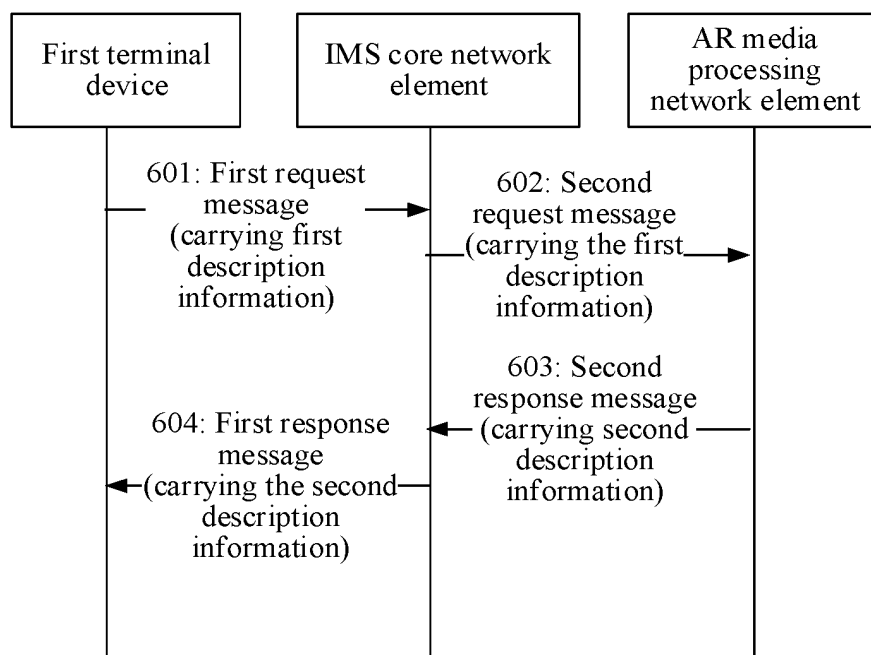 First terminal
device
IMS core network
element
AR media
processing
network element
601: First request
message
(carrying first
description
information)
602: Second
request message
(carrying the first
description
information)
603: Second
response message
(carrying second
description
information)
604: First response
message
(carrying the second
description
information)